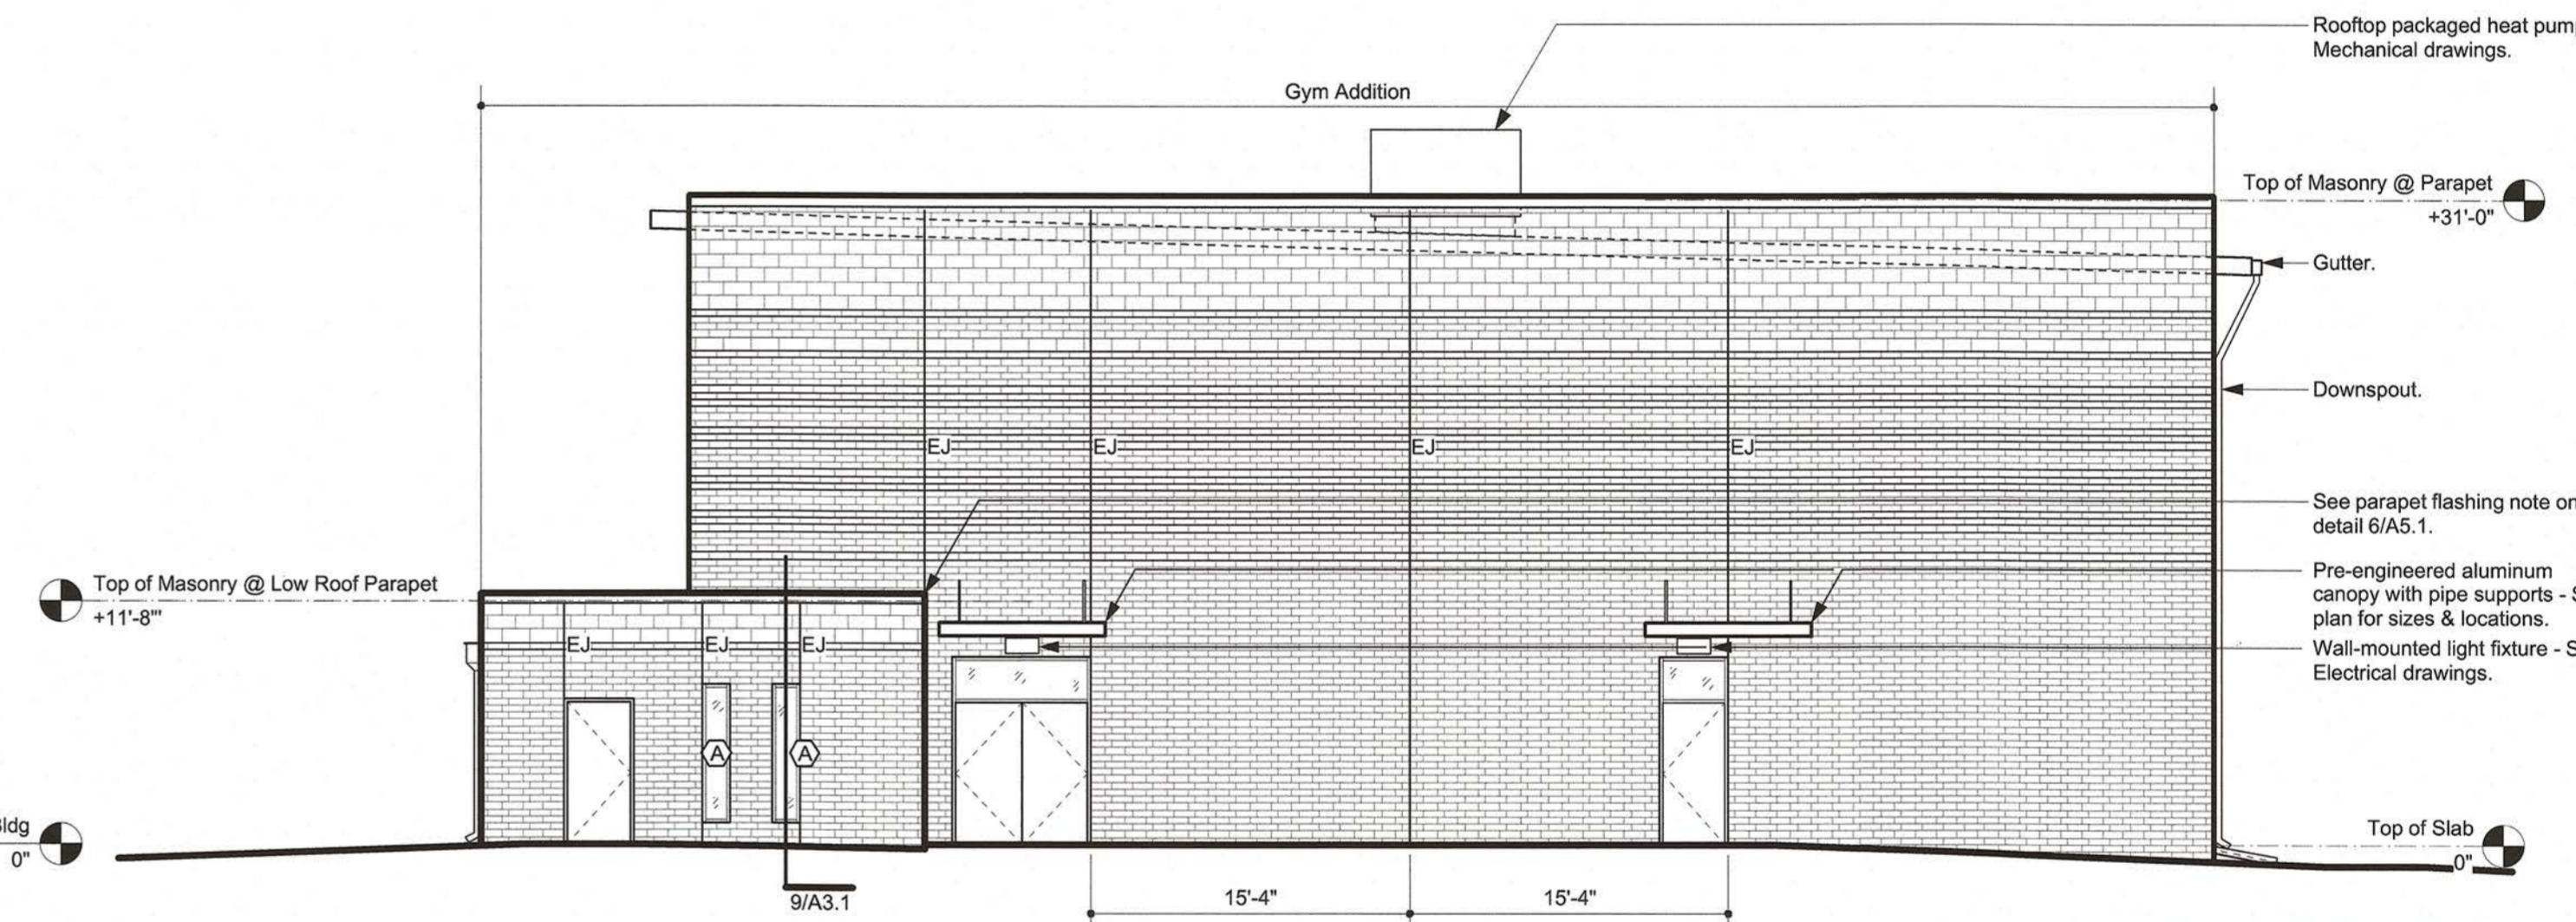 Rooftop packaged heat pum
Mechanical drawings.
Gym Addition
Top of Masonry @ Parapet
+31'-0"
Gutter.
Downspout.
EJ
EJ
EJ
EJ
See parapet flashing note on
detail 6/A5.1.
Pre-engineered aluminum
canopy with pipe supports - S
plan for sizes & locations.
Wall-mounted light fixture - S
Electrical drawings.
Top of Masonry @ Low Roof Parapet
+11'-8'"
EJ
EJ
EJ
A
A
Bldg
0"
Top of Slab
0"
9/A3.1
15'-4"
15'-4"